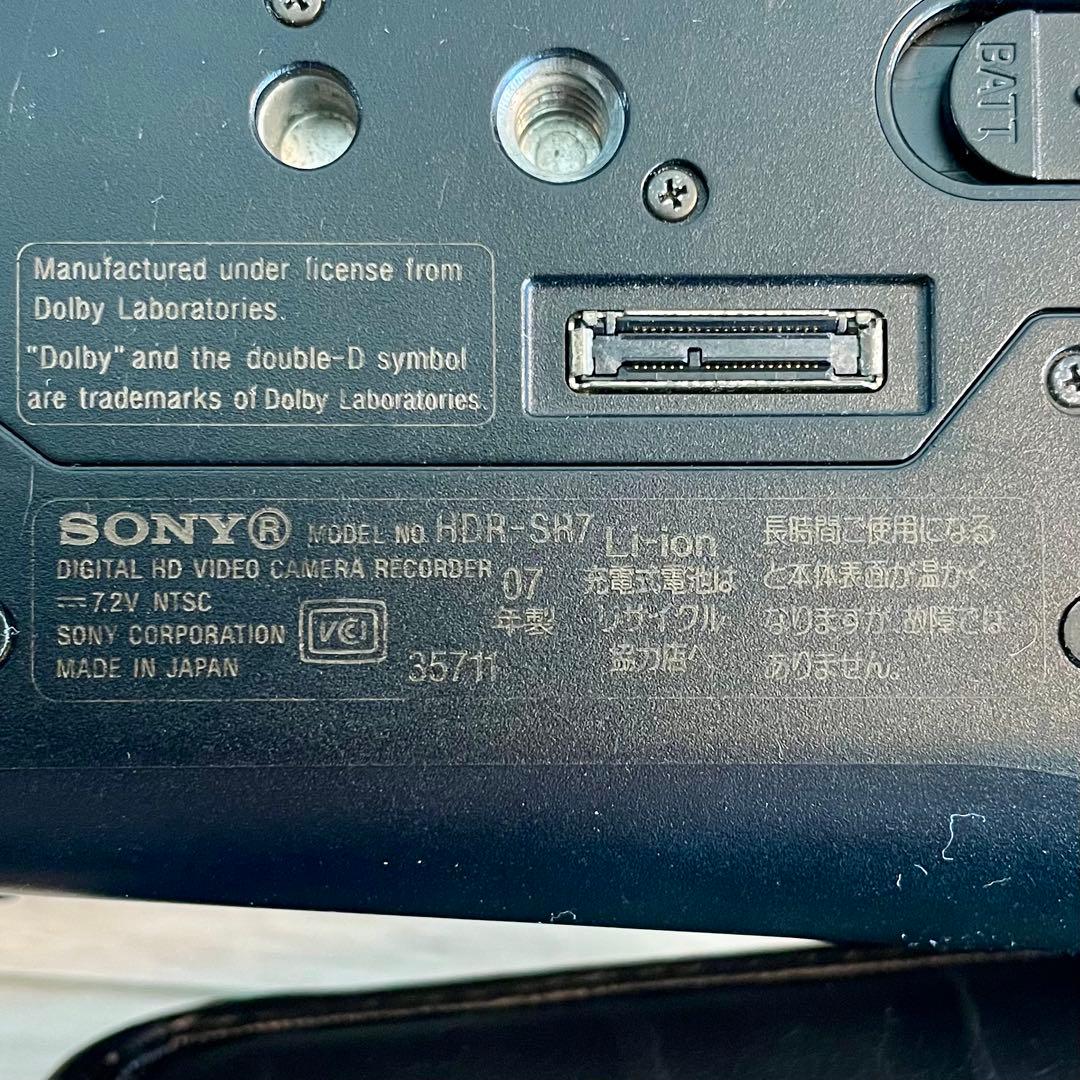 BATT
Manufactured under license from
Dolby Laboratories.
"Dolby" and the double-D symbol
are trademarks of Dolby Laboratories.
SONY® MODEL NO. HDR-SR7
DIGITAL HD VIDEO CAMERA RECORDER
⎓7.2V NTSC
SONY CORPORATION
MADE IN JAPAN
VCI
07
年製
35711
Li-ion
充電式電池は
リサイクル
協力店へ
長時間ご使用になる
と本体表面が温かく
なりますが、故障では
ありません。